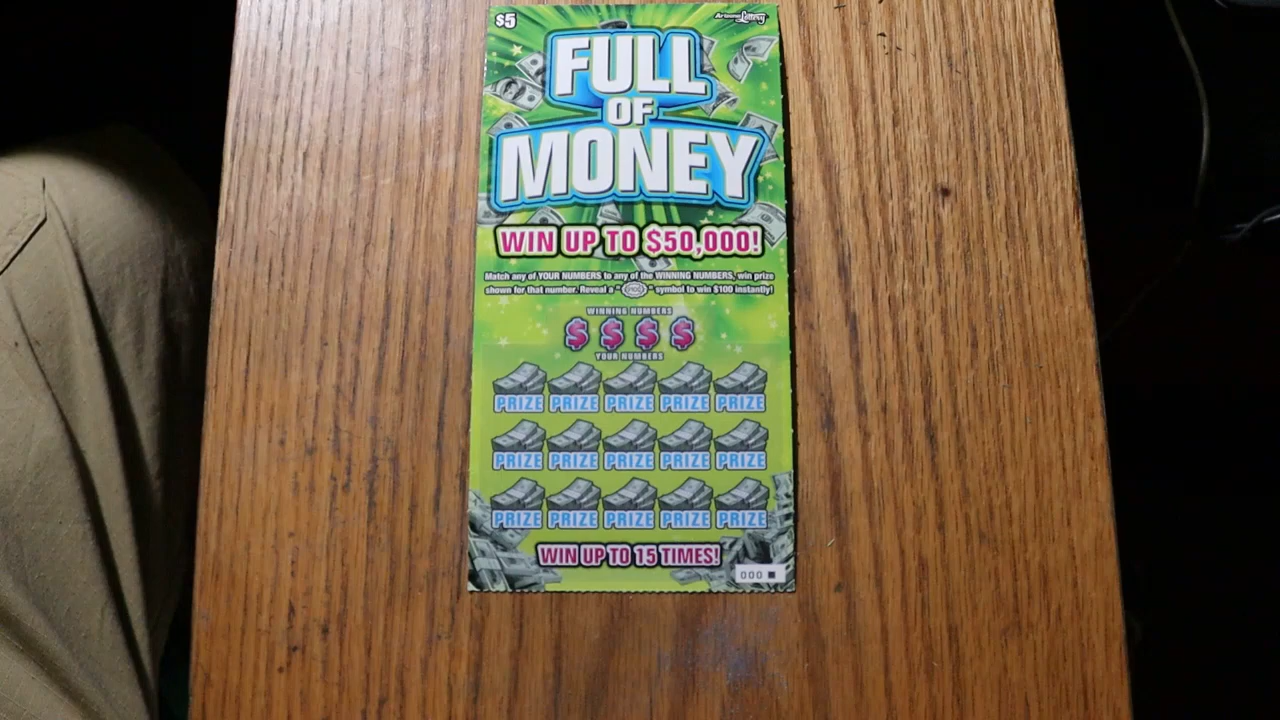 $5
Arizona Lottery
FULL
OF
MONEY
WIN UP TO $50,000!
Match any of YOUR NUMBERS to any of the WINNING NUMBERS, win prize
shown for that number. Reveal a " $100 " symbol to win $100 instantly!
WINNING NUMBERS
$ $ $ $
YOUR NUMBERS
PRIZE PRIZE PRIZE PRIZE PRIZE
PRIZE PRIZE PRIZE PRIZE PRIZE
PRIZE PRIZE PRIZE PRIZE PRIZE
WIN UP TO 15 TIMES!
000